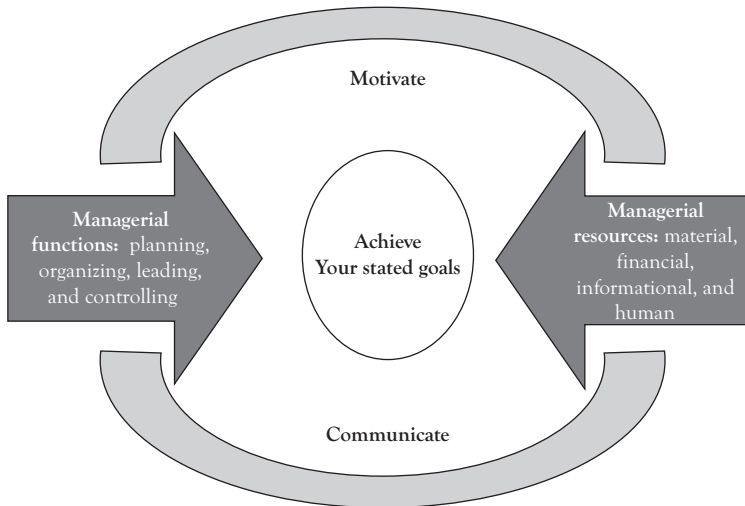 Motivate
Managerial
functions: planning,
organizing, leading,
and controlling
Achieve
Your stated goals
Managerial
resources: material,
financial,
informational, and
human
Communicate